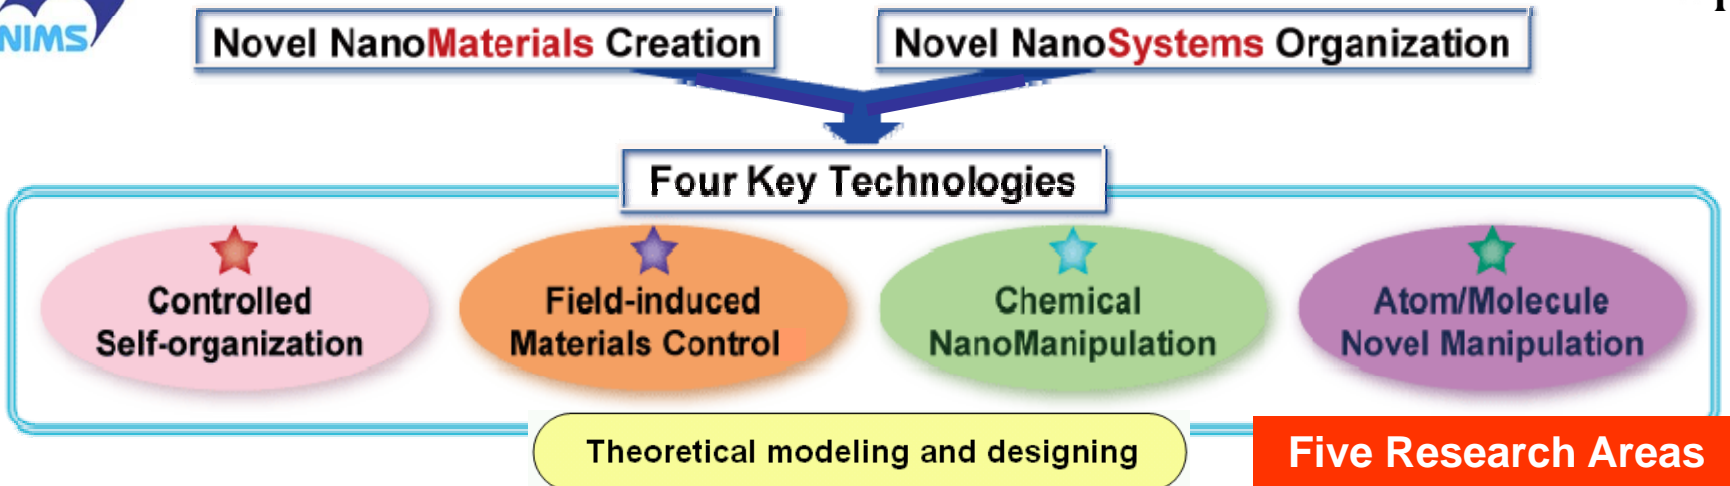 NIMS
Novel NanoMaterials Creation
Novel NanoSystems Organization
Four Key Technologies
Controlled
Self-organization
Field-induced
Materials Control
Chemical
NanoManipulation
Atom/Molecule
Novel Manipulation
Theoretical modeling and designing
Five Research Areas